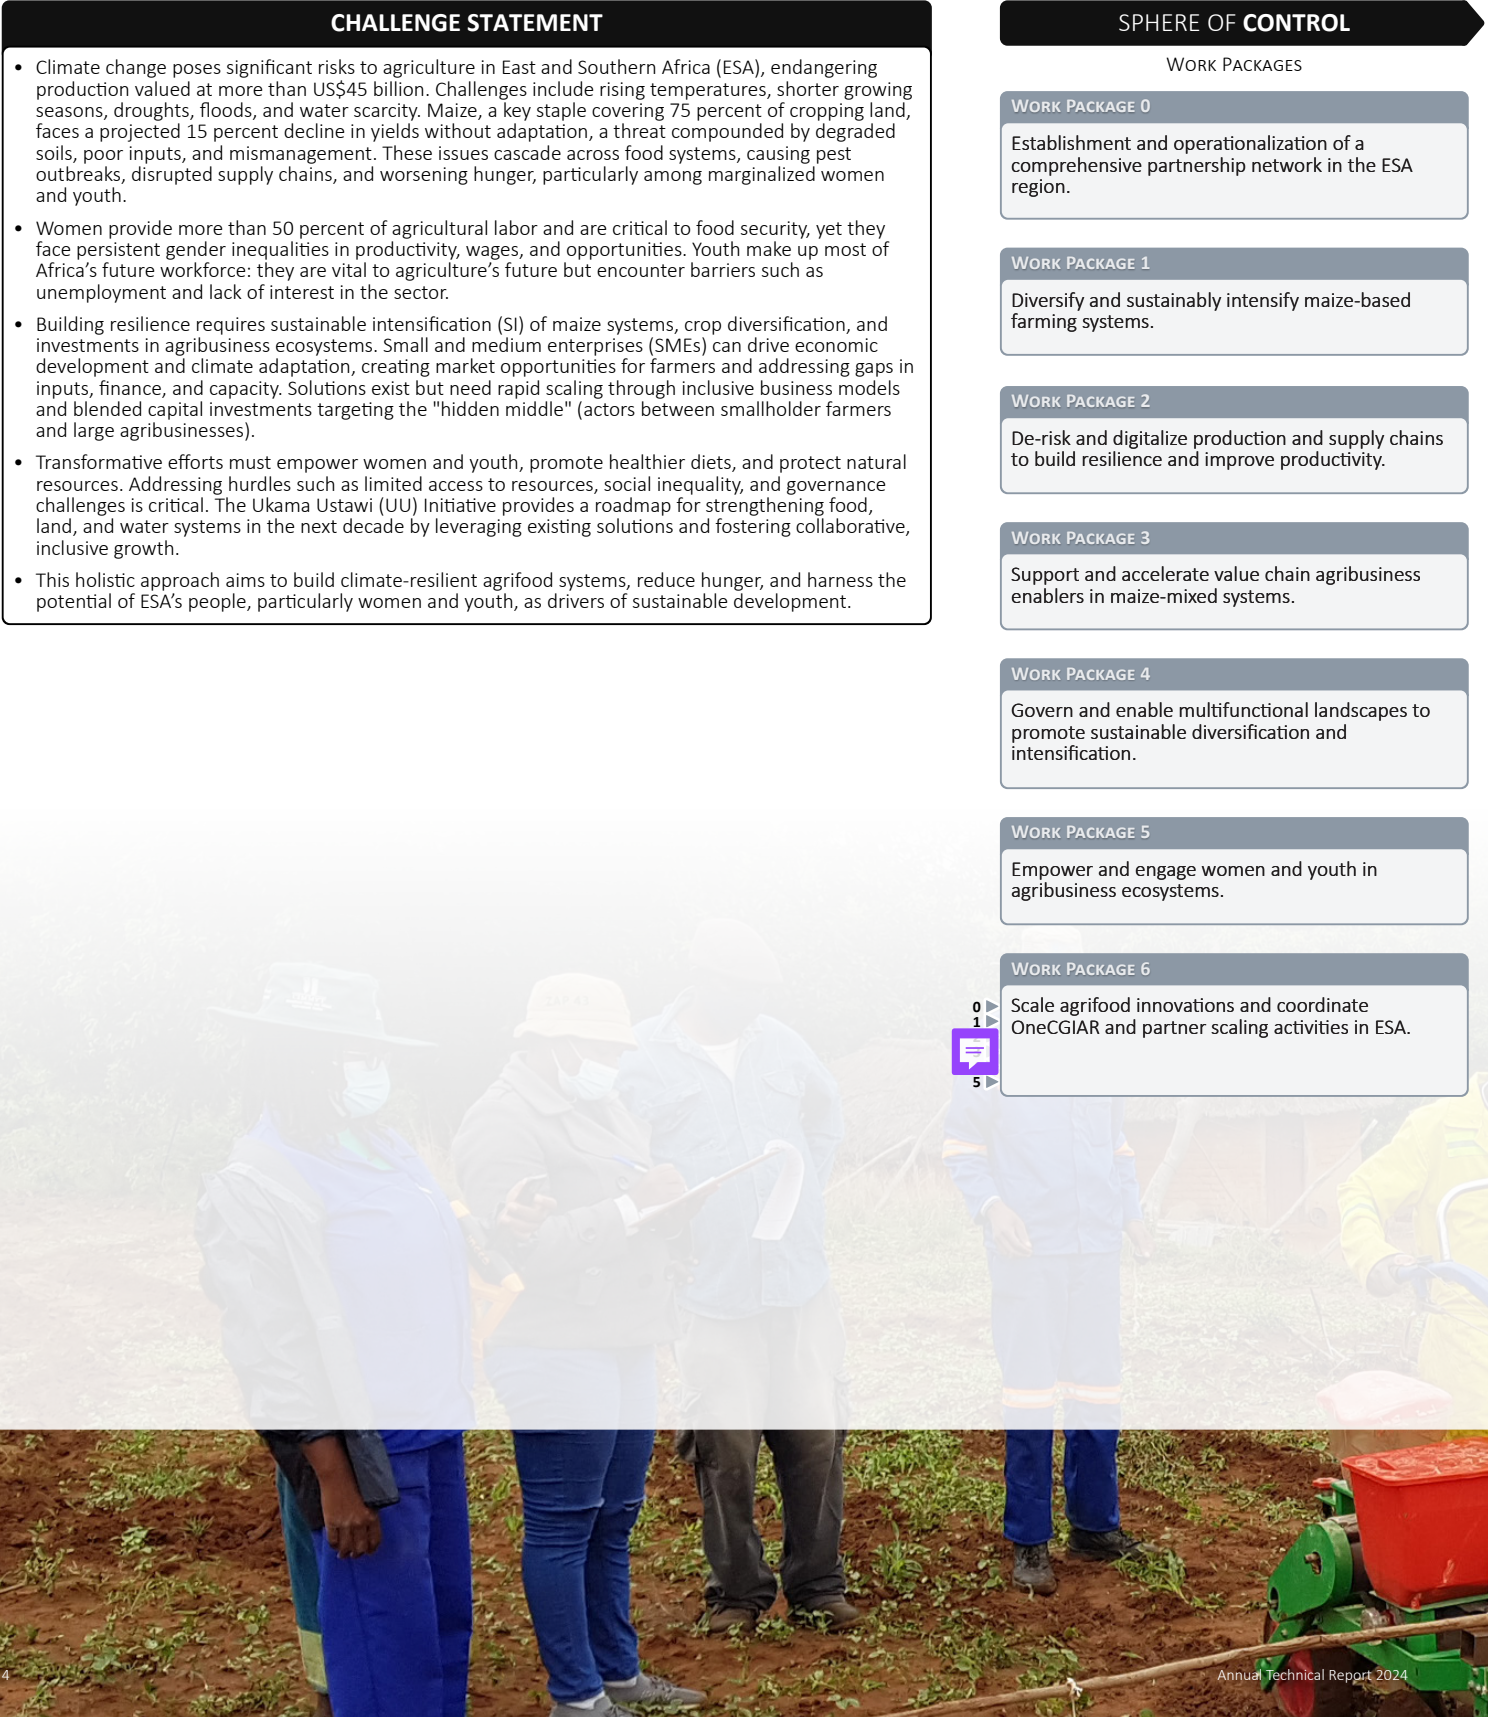 CHALLENGE STATEMENT
• Climate change poses significant risks to agriculture in East and Southern Africa (ESA), endangering
production valued at more than US$45 billion. Challenges include rising temperatures, shorter growing
seasons, droughts, floods, and water scarcity. Maize, a key staple covering 75 percent of cropping land,
faces a projected 15 percent decline in yields without adaptation, a threat compounded by degraded
soils, poor inputs, and mismanagement. These issues cascade across food systems, causing pest
outbreaks, disrupted supply chains, and worsening hunger, particularly among marginalized women
and youth.
• Women provide more than 50 percent of agricultural labor and are critical to food security, yet they
face persistent gender inequalities in productivity, wages, and opportunities. Youth make up most of
Africa’s future workforce: they are vital to agriculture’s future but encounter barriers such as
unemployment and lack of interest in the sector.
• Building resilience requires sustainable intensification (SI) of maize systems, crop diversification, and
investments in agribusiness ecosystems. Small and medium enterprises (SMEs) can drive economic
development and climate adaptation, creating market opportunities for farmers and addressing gaps in
inputs, finance, and capacity. Solutions exist but need rapid scaling through inclusive business models
and blended capital investments targeting the "hidden middle" (actors between smallholder farmers
and large agribusinesses).
• Transformative efforts must empower women and youth, promote healthier diets, and protect natural
resources. Addressing hurdles such as limited access to resources, social inequality, and governance
challenges is critical. The Ukama Ustawi (UU) Initiative provides a roadmap for strengthening food,
land, and water systems in the next decade by leveraging existing solutions and fostering collaborative,
inclusive growth.
• This holistic approach aims to build climate-resilient agrifood systems, reduce hunger, and harness the
potential of ESA’s people, particularly women and youth, as drivers of sustainable development.
SPHERE OF CONTROL
WORK PACKAGES
WORK PACKAGE 0
Establishment and operationalization of a
comprehensive partnership network in the ESA
region.
WORK PACKAGE 1
Diversify and sustainably intensify maize-based
farming systems.
WORK PACKAGE 2
De-risk and digitalize production and supply chains
to build resilience and improve productivity.
WORK PACKAGE 3
Support and accelerate value chain agribusiness
enablers in maize-mixed systems.
WORK PACKAGE 4
Govern and enable multifunctional landscapes to
promote sustainable diversification and
intensification.
WORK PACKAGE 5
Empower and engage women and youth in
agribusiness ecosystems.
WORK PACKAGE 6
Scale agrifood innovations and coordinate
OneCGIAR and partner scaling activities in ESA.
0
1
5
4
Annual Technical Report 2024